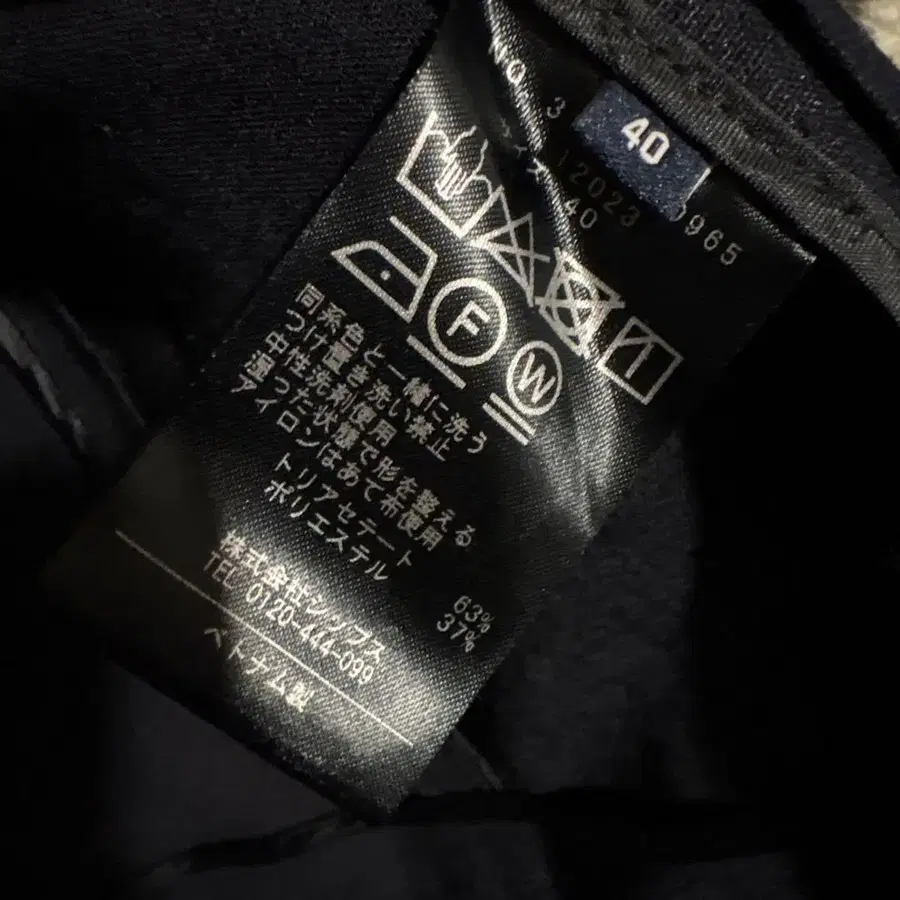 40
サイズ 40
同系色と一緒に洗う
つけ置き洗い禁止
中性洗剤使用
湿った状態で形を整える
アイロンはあて布使用
トリアセテート 63%
ポリエステル 37%
株式会社シップス
TEL 0120-444-099
ベトナム製
F
W